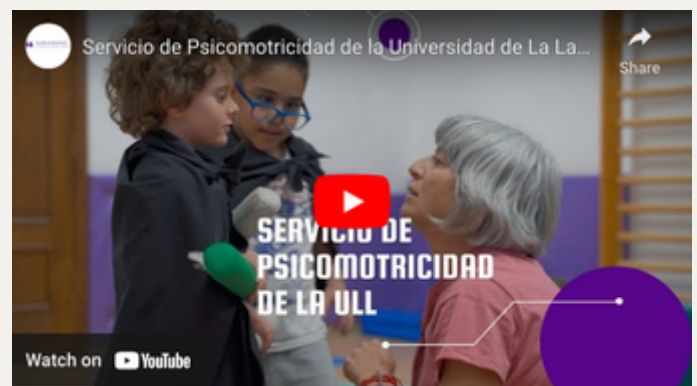 Servicio de Psicomotricidad de la Universidad de La La...
Share
SERVICIO DE
PSICOMOTRICIDAD
DE LA ULL
Watch on YouTube